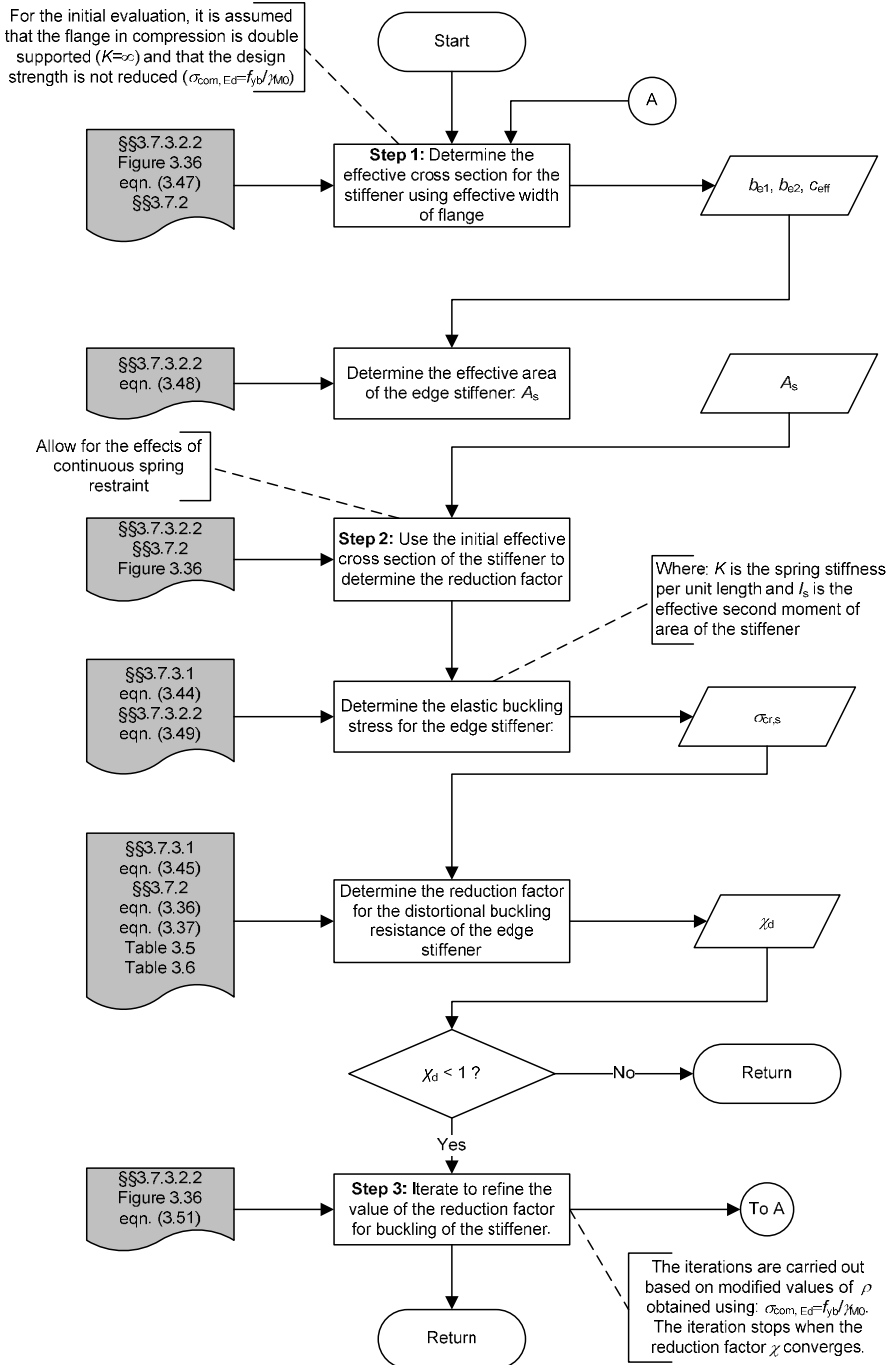 For the initial evaluation, it is assumed
that the flange in compression is double
supported (K=∞) and that the design
strength is not reduced (σcom, Ed=fyb/γM0)
Start
A
§§3.7.3.2.2
Figure 3.36
eqn. (3.47)
§§3.7.2
Step 1: Determine the
effective cross section for the
stiffener using effective width
of flange
be1, be2, ceff
§§3.7.3.2.2
eqn. (3.48)
Determine the effective area
of the edge stiffener: As
As
Allow for the effects of
continuous spring
restraint
§§3.7.3.2.2
§§3.7.2
Figure 3.36
Step 2: Use the initial effective
cross section of the stiffener to
determine the reduction factor
Where: K is the spring stiffness
per unit length and Is is the
effective second moment of
area of the stiffener
§§3.7.3.1
eqn. (3.44)
§§3.7.3.2.2
eqn. (3.49)
Determine the elastic buckling
stress for the edge stiffener:
σcr,s
§§3.7.3.1
eqn. (3.45)
§§3.7.2
eqn. (3.36)
eqn. (3.37)
Table 3.5
Table 3.6
Determine the reduction factor
for the distortional buckling
resistance of the edge
stiffener
χd
χd < 1 ?
No
Return
Yes
§§3.7.3.2.2
Figure 3.36
eqn. (3.51)
Step 3: Iterate to refine the
value of the reduction factor
for buckling of the stiffener.
To A
The iterations are carried out
based on modified values of ρ
obtained using: σcom, Ed=fyb/γM0.
The iteration stops when the
reduction factor χ converges.
Return